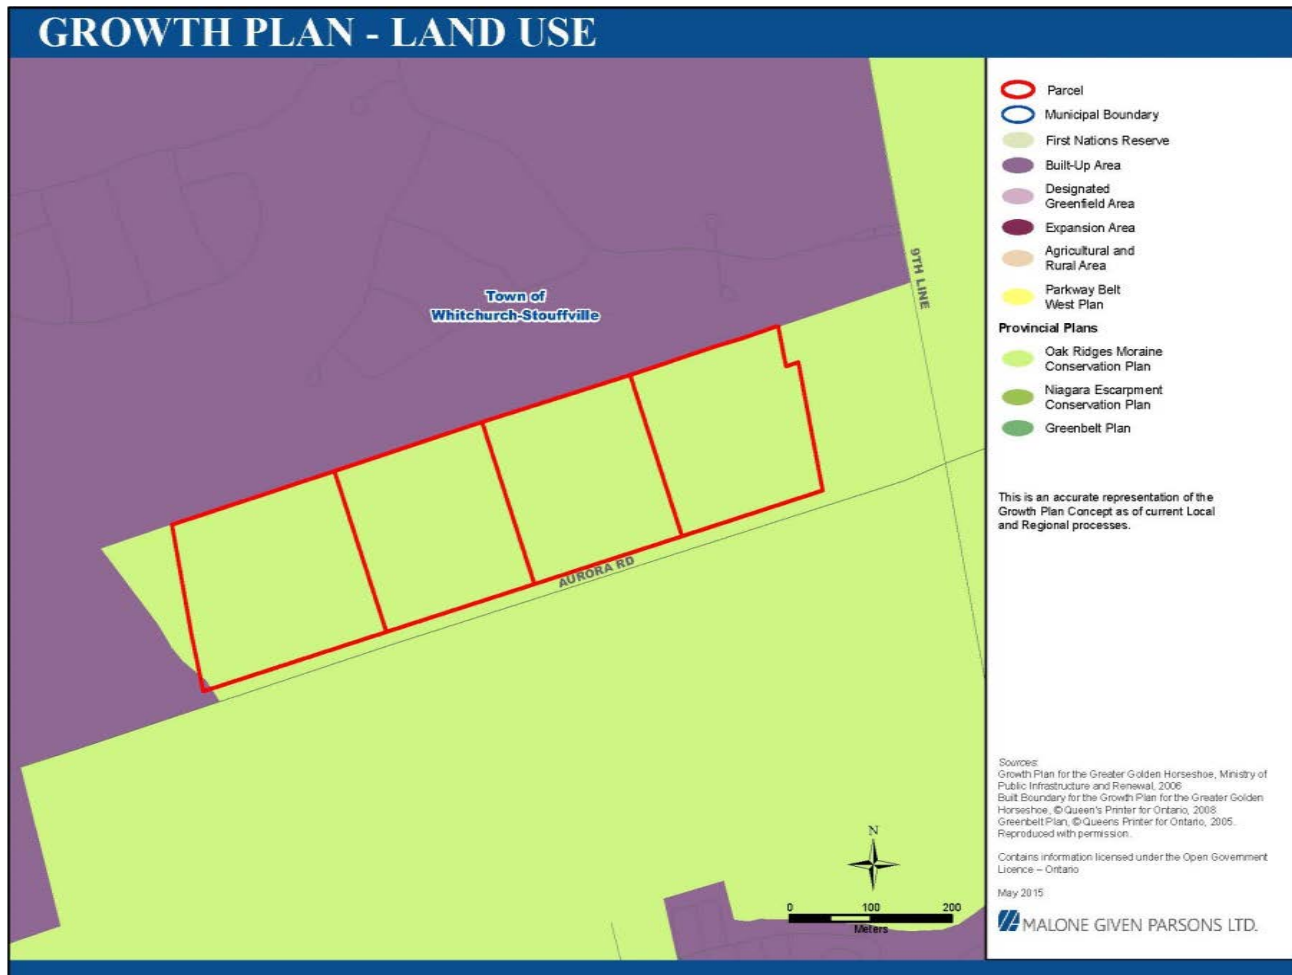 GROWTH PLAN - LAND USE
Town of
Whitchurch-Stouffville
9TH LINE
AURORA RD
N
0 100 200
Meters
Parcel
Municipal Boundary
First Nations Reserve
Built-Up Area
Designated
Greenfield Area
Expansion Area
Agricultural and
Rural Area
Parkway Belt
West Plan
Provincial Plans
Oak Ridges Moraine
Conservation Plan
Niagara Escarpment
Conservation Plan
Greenbelt Plan
This is an accurate representation of the
Growth Plan Concept as of current Local
and Regional processes.
Sources:
Growth Plan for the Greater Golden Horseshoe, Ministry of
Public Infrastructure and Renewal, 2006
Built Boundary for the Growth Plan for the Greater Golden
Horseshoe, © Queen's Printer for Ontario, 2008.
Greenbelt Plan, © Queens Printer for Ontario, 2005.
Reproduced with permission.
Contains information licensed under the Open Government
Licence – Ontario
May 2015
MALONE GIVEN PARSONS LTD.